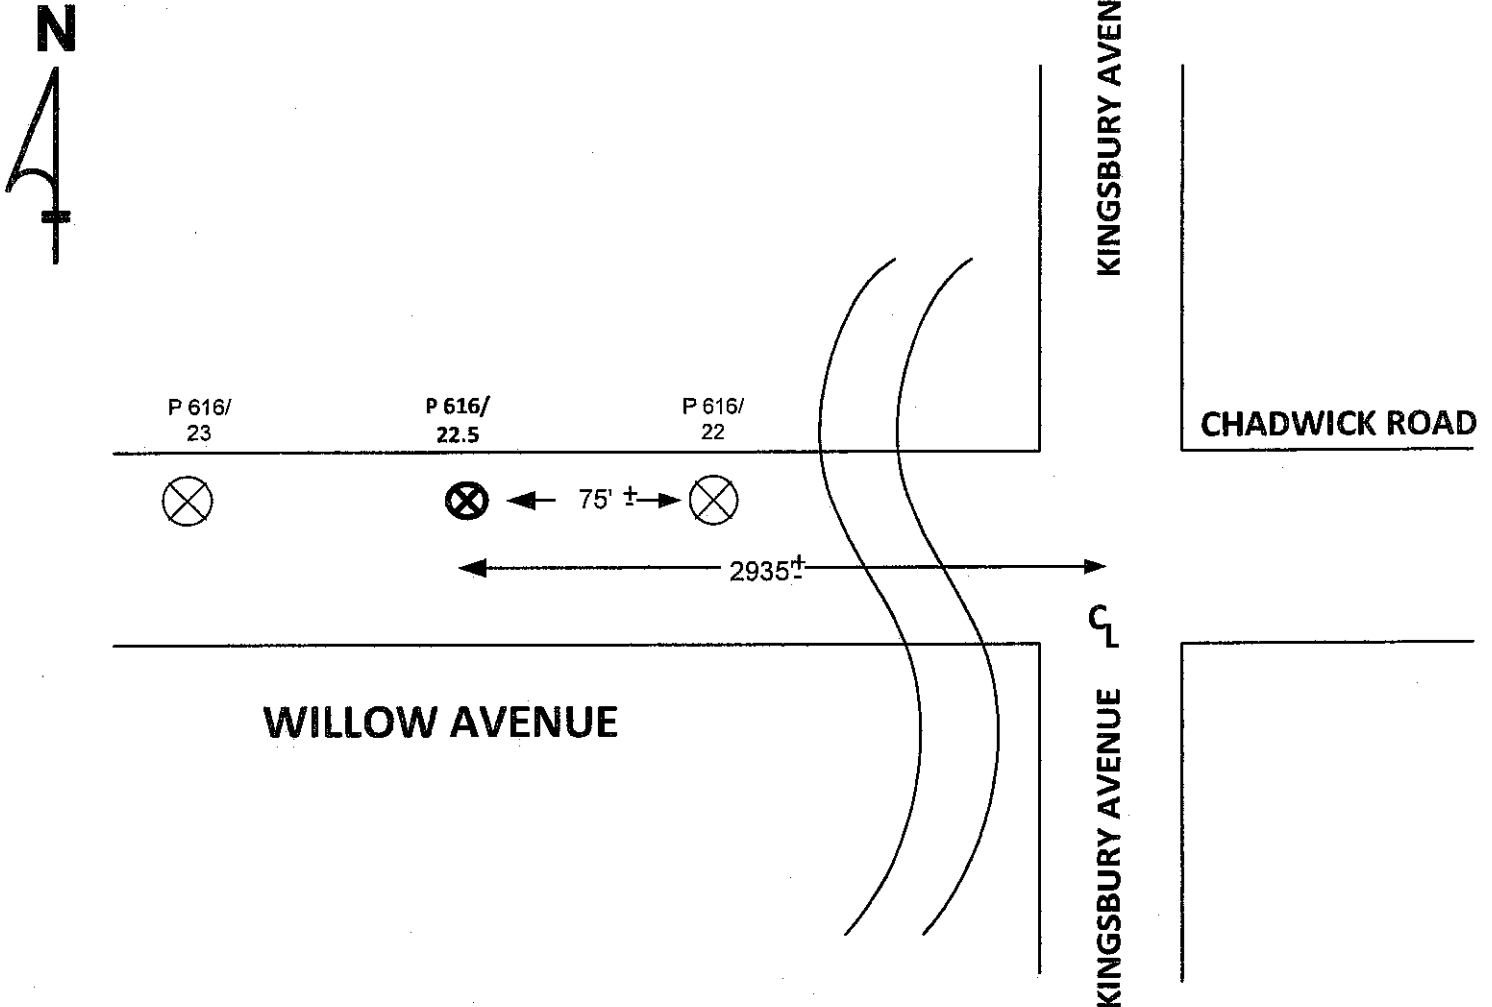 N
KINGSBURY AVEN
P 616/
23
P 616/
22.5
P 616/
22
CHADWICK ROAD
75' ±
2935'±
CL
WILLOW AVENUE
KINGSBURY AVENUE